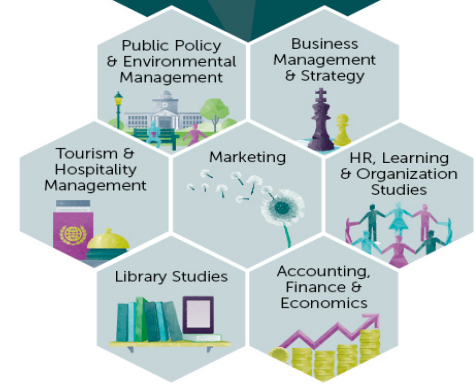 Public Policy
& Environmental
Management
Business
Management
& Strategy
Tourism &
Hospitality
Management
Marketing
HR, Learning
& Organization
Studies
Library Studies
Accounting,
Finance &
Economics